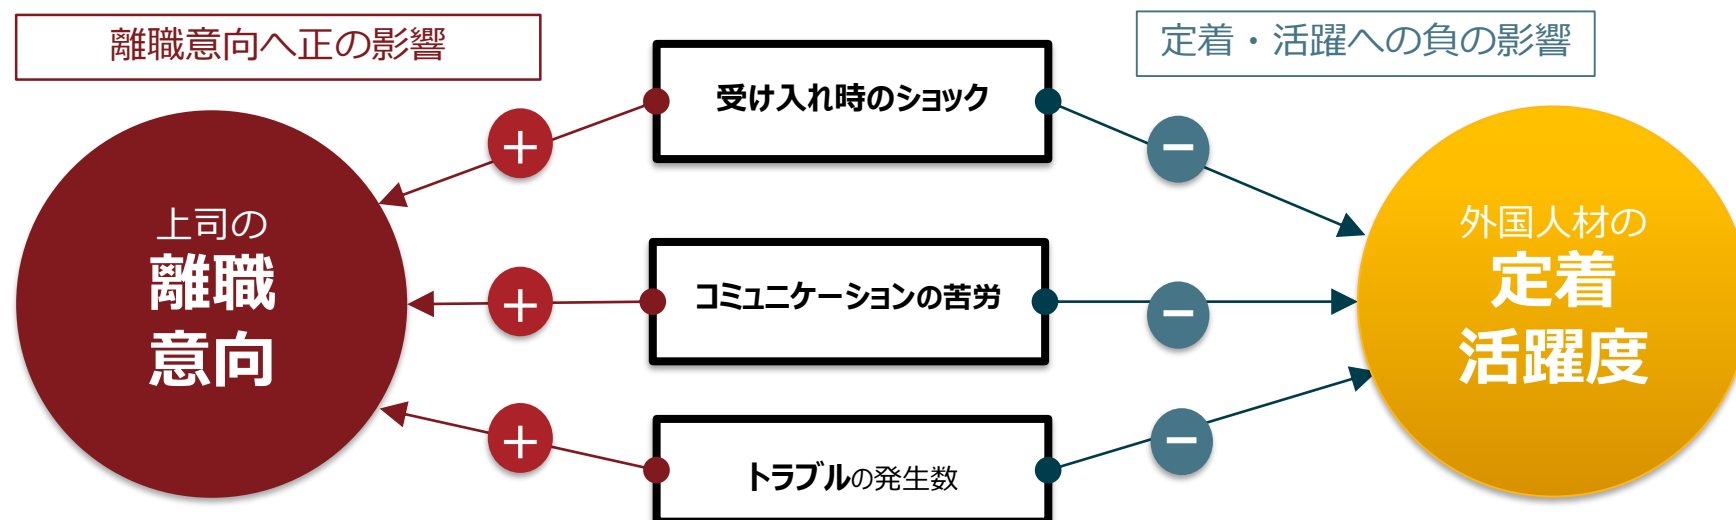 離職意向へ正の影響
定着・活躍への負の影響
受け入れ時のショック
+
−
上司の
離職
意向
外国人材の
定着
活躍度
コミュニケーションの苦労
+
−
トラブルの発生数
+
−